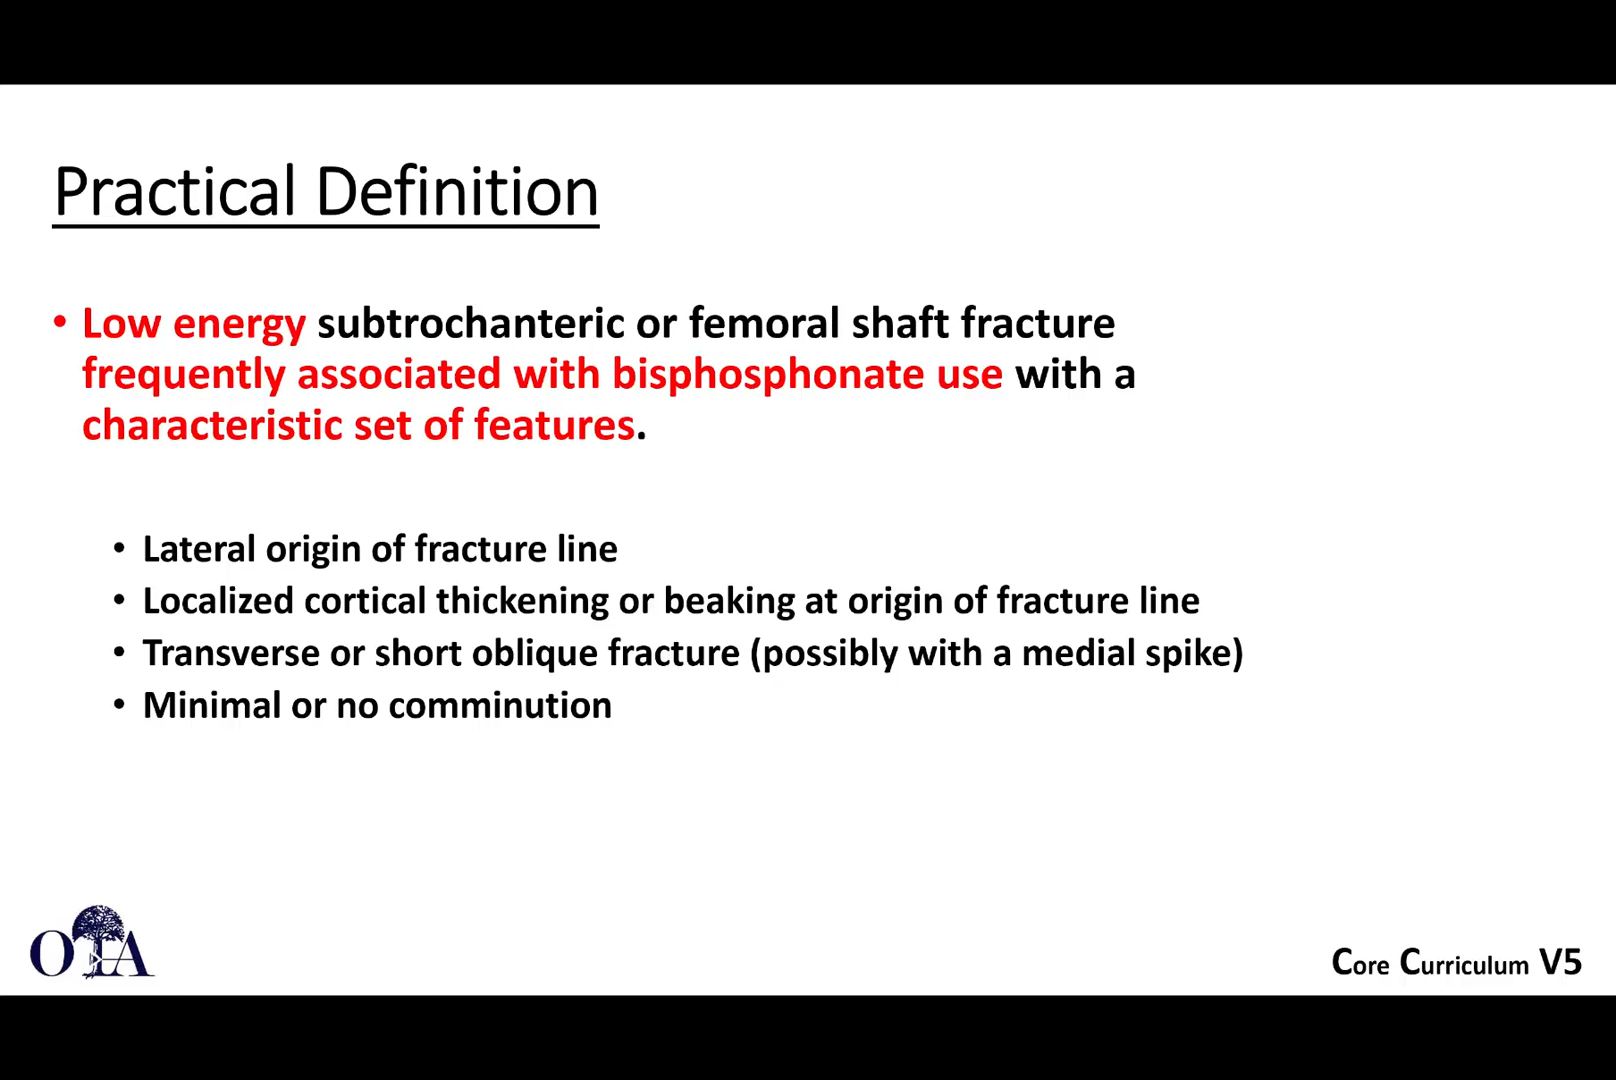 Practical Definition
• Low energy subtrochanteric or femoral shaft fracture
frequently associated with bisphosphonate use with a
characteristic set of features.
• Lateral origin of fracture line
• Localized cortical thickening or beaking at origin of fracture line
• Transverse or short oblique fracture (possibly with a medial spike)
• Minimal or no comminution
OTA
Core Curriculum V5